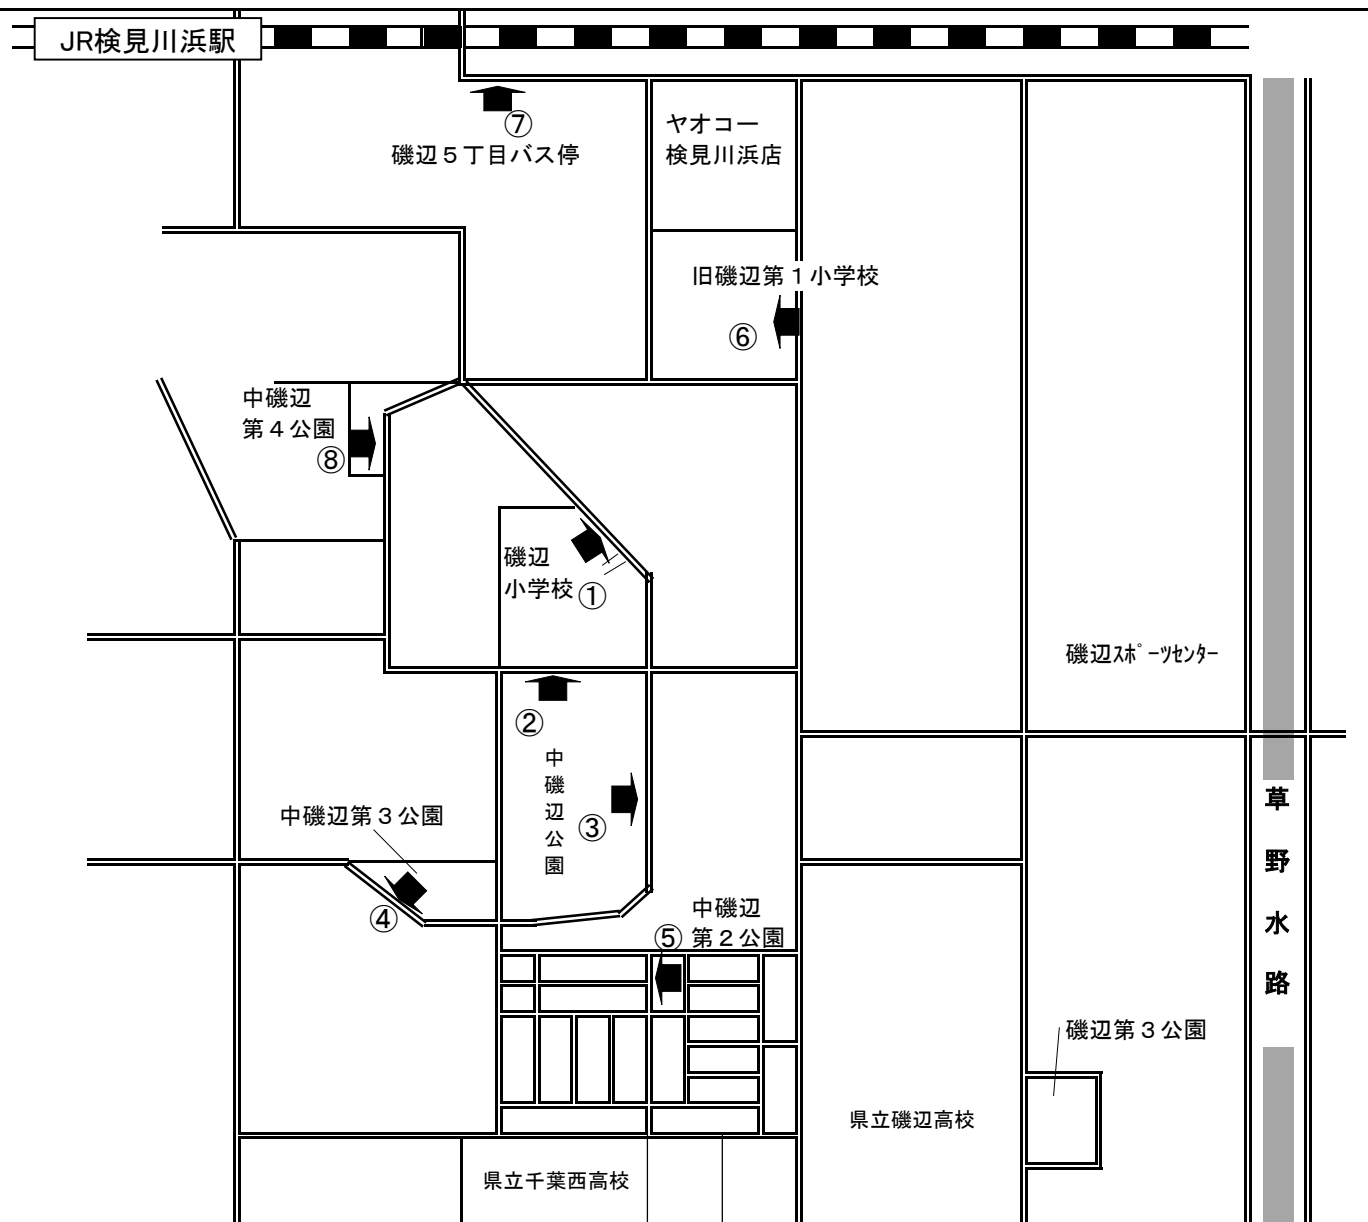 JR検見川浜駅
⑦
磯辺５丁目バス停
ヤオコー
検見川浜店
旧磯辺第１小学校
⑥
中磯辺
第４公園
⑧
磯辺
小学校
①
磯辺ｽﾎﾟｰﾂｾﾝﾀｰ
②
中磯辺公園
③
中磯辺第３公園
④
草野水路
中磯辺
第２公園
⑤
磯辺第３公園
県立磯辺高校
県立千葉西高校